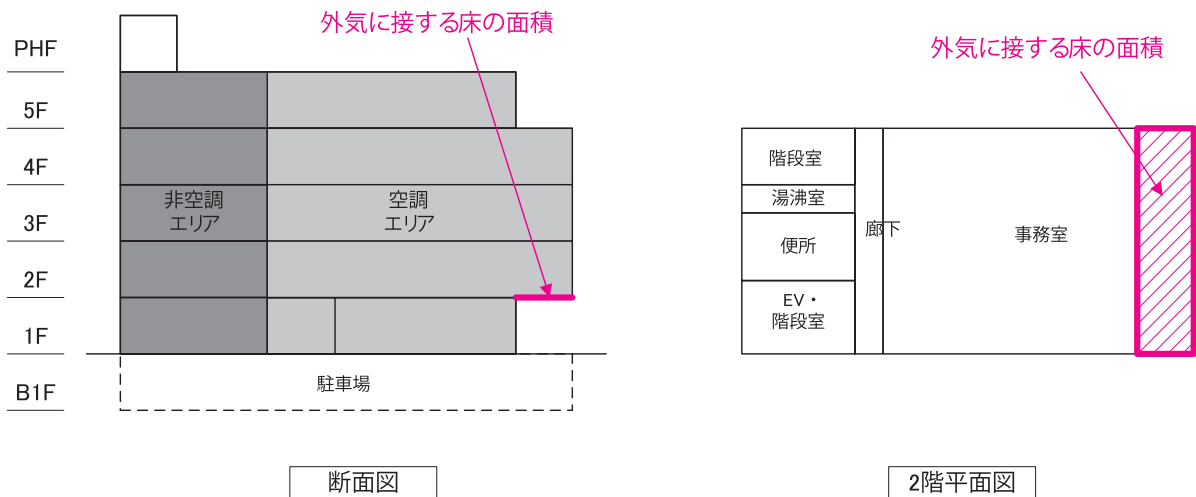 外気に接する床の面積
PHF
5F
4F
3F
2F
1F
B1F
非空調
エリア
空調
エリア
駐車場
断面図
外気に接する床の面積
階段室
湯沸室
便所
EV・
階段室
廊下
事務室
2階平面図